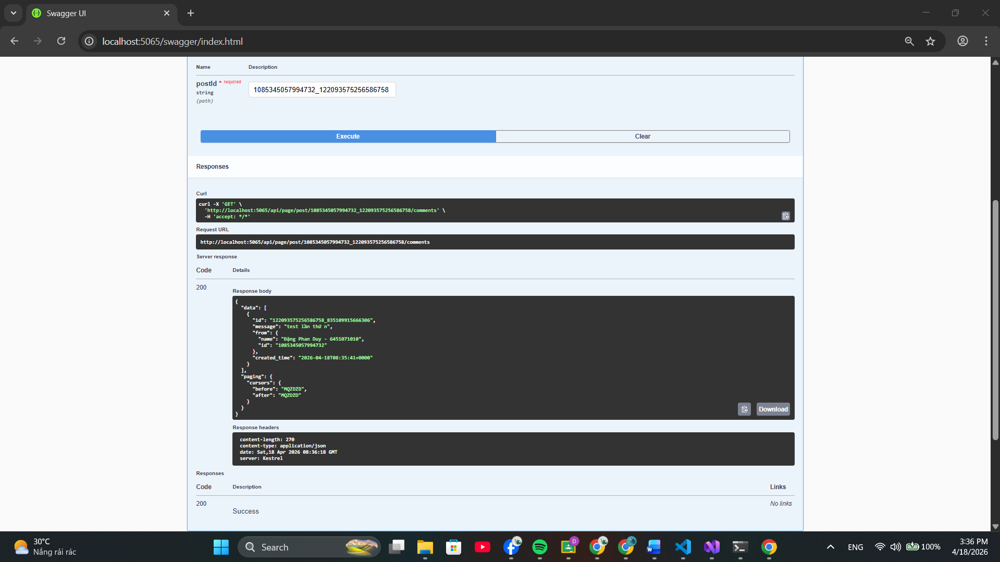 Swagger UI
localhost:5065/swagger/index.html
Name Description
postId * required
string
(path)
1085345057994732_122093575256586758
Execute Clear
Responses
Curl
curl -X 'GET' \
'http://localhost:5065/api/page/post/1085345057994732_122093575256586758/comments' \
-H 'accept: */*'
Request URL
http://localhost:5065/api/page/post/1085345057994732_122093575256586758/comments
Server response
Code Details
200
Response body
{
"data": [
{
"id": "122093575256586758_835109915666306",
"message": "test lần thứ n",
"from": {
"name": "Đặng Phan Duy - 6451071010",
"id": "1085345057994732"
},
"created_time": "2026-04-18T08:35:41+0000"
}
],
"paging": {
"cursors": {
"before": "MQZDZD",
"after": "MQZDZD"
}
}
}
Download
Response headers
content-length: 270
content-type: application/json
date: Sat,18 Apr 2026 08:36:18 GMT
server: Kestrel
Responses
Code Description Links
200
Success
No links
30°C
Nắng rải rác
Search
D
ENG
100%
3:36 PM
4/18/2026